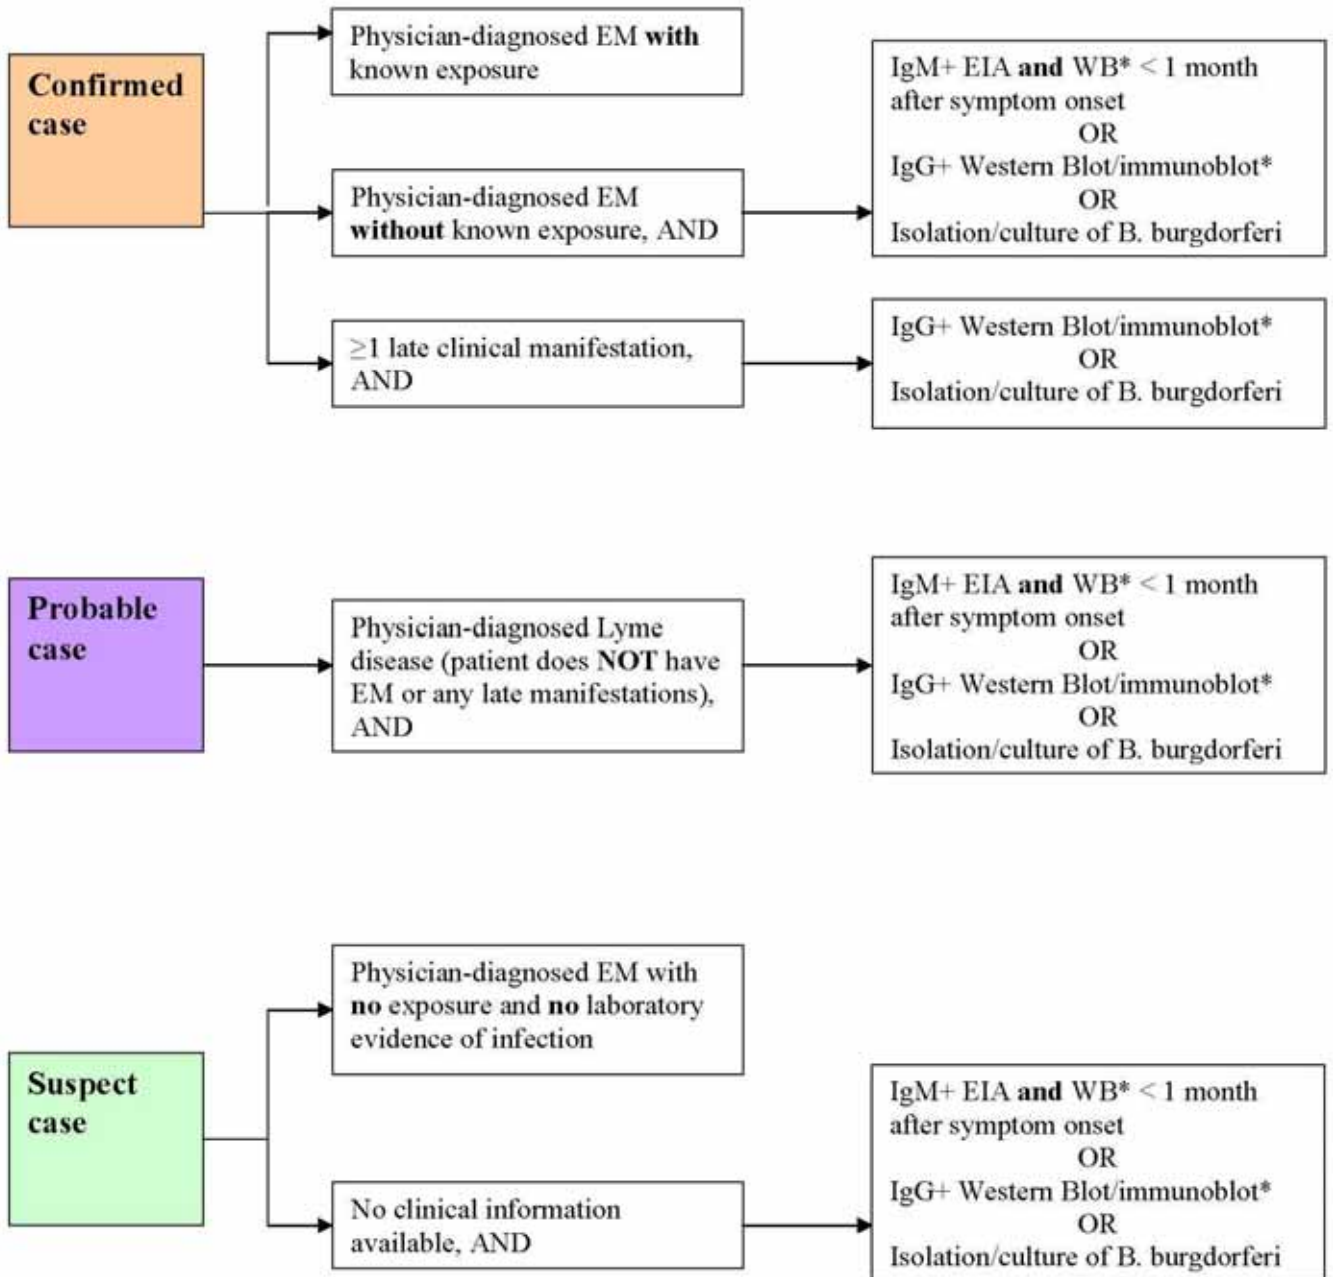 Confirmed
case
Physician-diagnosed EM with
known exposure
Physician-diagnosed EM
without known exposure, AND
IgM+ EIA and WB* < 1 month
after symptom onset
OR
IgG+ Western Blot/immunoblot*
OR
Isolation/culture of B. burgdorferi
≥1 late clinical manifestation,
AND
IgG+ Western Blot/immunoblot*
OR
Isolation/culture of B. burgdorferi
Probable
case
Physician-diagnosed Lyme
disease (patient does NOT have
EM or any late manifestations),
AND
IgM+ EIA and WB* < 1 month
after symptom onset
OR
IgG+ Western Blot/immunoblot*
OR
Isolation/culture of B. burgdorferi
Suspect
case
Physician-diagnosed EM with
no exposure and no laboratory
evidence of infection
No clinical information
available, AND
IgM+ EIA and WB* < 1 month
after symptom onset
OR
IgG+ Western Blot/immunoblot*
OR
Isolation/culture of B. burgdorferi